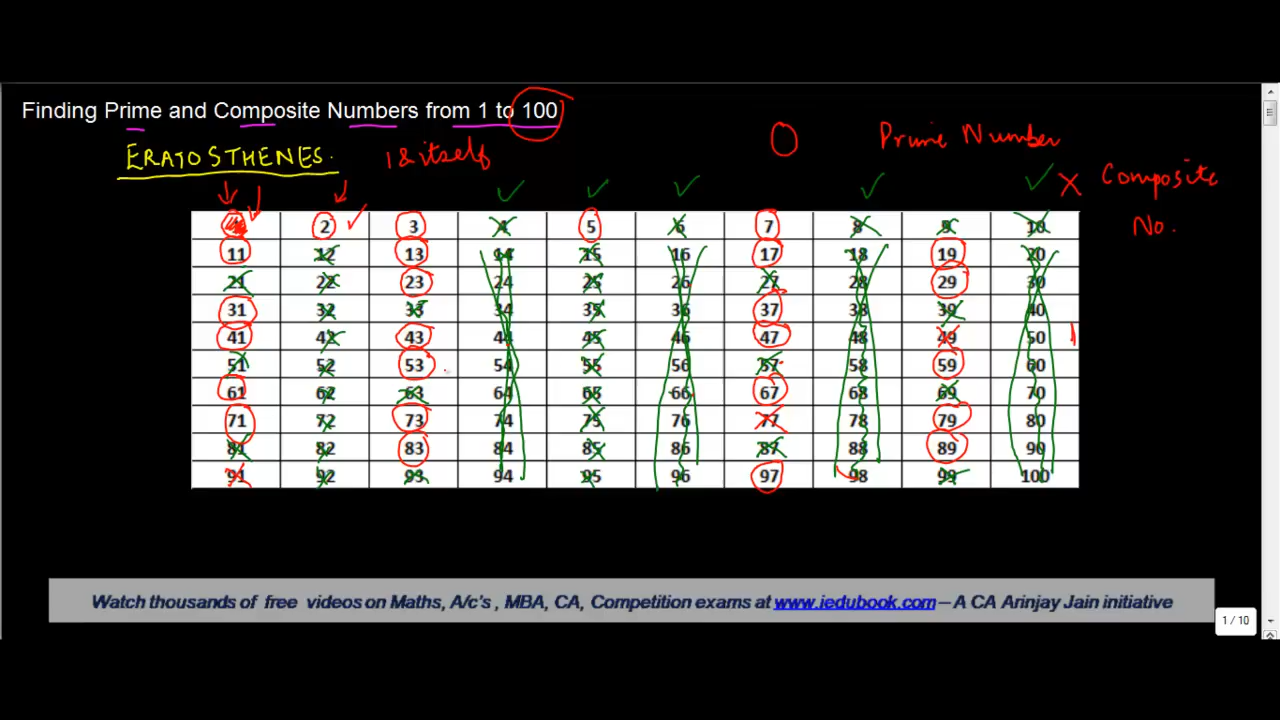 Finding Prime and Composite Numbers from 1 to 100
ERATOSTHENES. 1 & itself
O Prime Number
X Composite
No.
1 2 3 4 5 6 7 8 9 10
11 12 13 14 15 16 17 18 19 20
21 22 23 24 25 26 27 28 29 30
31 32 33 34 35 36 37 38 39 40
41 42 43 44 45 46 47 48 49 50
51 52 53 54 55 56 57 58 59 60
61 62 63 64 65 66 67 68 69 70
71 72 73 74 75 76 77 78 79 80
81 82 83 84 85 86 87 88 89 90
91 92 93 94 95 96 97 98 99 100
Watch thousands of free videos on Maths, A/c's , MBA, CA, Competition exams at www.iedubook.com – A CA Arinjay Jain initiative
1 / 10